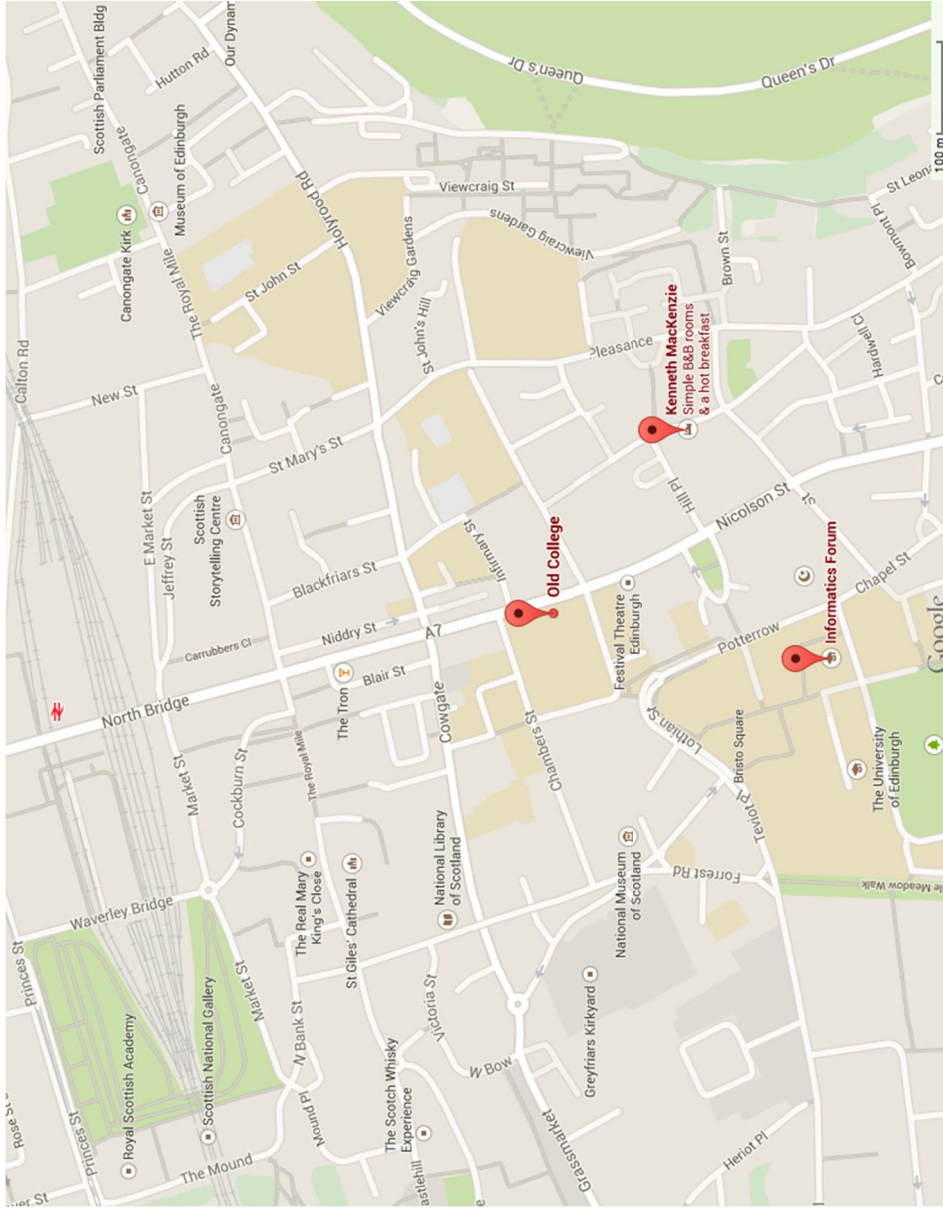 Rose S
Princes St
Princes St
ver St
Royal Scottish Academy
The Mound
Scottish National Gallery
Waverley Bridge
Market St
Market St
North Bridge
Calton Rd
New St
E Market St
Jeffrey St
Cockburn St
Carrubbers Cl
Mound Pl
N Bank St
The Real Mary
King's Close
The Royal Mile
St Giles' Cathedral
The Tron
Blair St
Niddry St
A7
Blackfriars St
Scottish
Storytelling Centre
Canongate
St Mary's St
The Royal Mile
Canongate Kirk
Museum of Edinburgh
Canongate
Scottish Parliament Bldg
Hutton Rd
Our Dynam
Holyrood Rd
St John St
Viewcraig Gardens
St John's Hill
Viewcraig St
Viewcraig Gardens
Queen's Dr
Queen's Dr
The Scotch Whisky
Experience
astlehill
Victoria St
W Bow
National Library
of Scotland
Cowgate
Infirmary St
Old College
Chambers St
Grassmarket
Greyfriars Kirkyard
National Museum
of Scotland
Festival Theatre
Edinburgh
Pleasance
Kenneth MacKenzie
Simple B&B rooms
& a hot breakfast
Hill Pl
Brown St
Nicolson St
St
Lothian St
Forrest Rd
Bristo Square
Teviot Pl
Potterrow
Informatics Forum
Chapel St
The University
of Edinburgh
Heriot Pl
le Meadow Walk
Hardwell Cl
Bowmont Pl
St Leona
Google
100 m